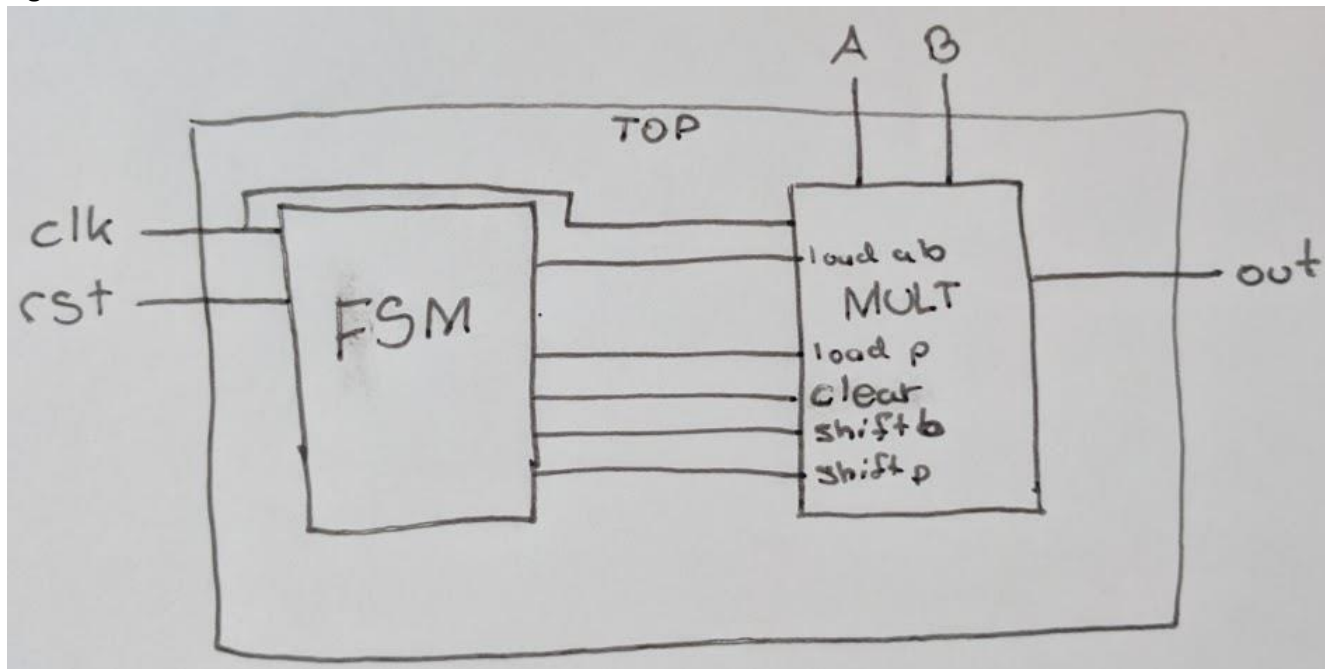 A B
TOP
clk
rst
FSM
load ab
MULT
load p
clear
shift b
shift p
out